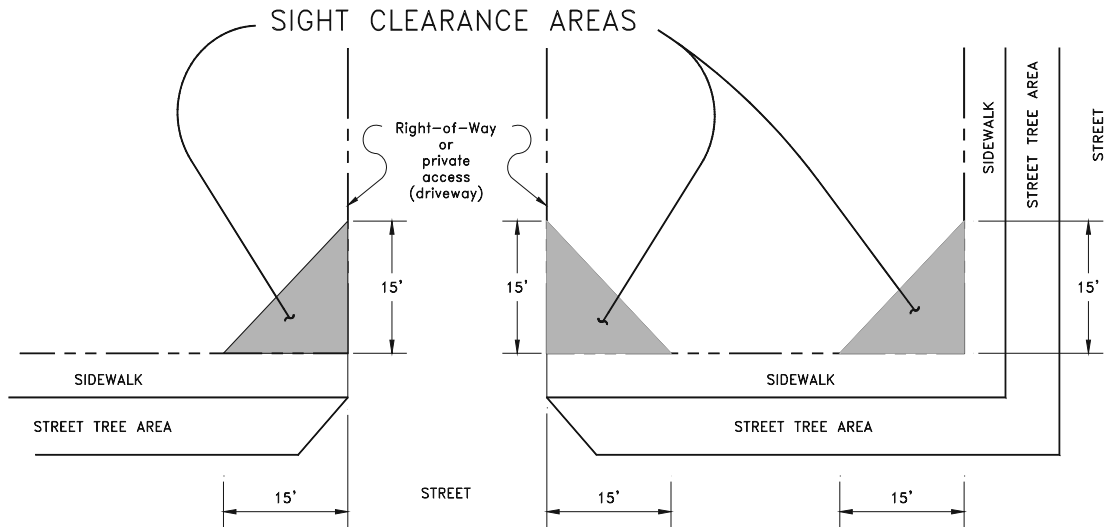 SIGHT CLEARANCE AREAS
Right-of-Way
or
private
access
(driveway)
SIDEWALK
STREET TREE AREA
STREET
15'
15'
15'
SIDEWALK
SIDEWALK
STREET TREE AREA
STREET TREE AREA
15'
STREET
15'
15'